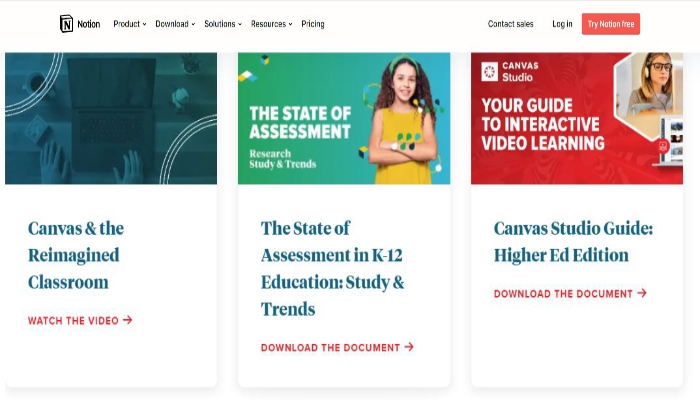 Notion Product Download Solutions Resources Pricing Contact sales Log in Try Notion free
THE STATE OF
ASSESSMENT
Research
Study & Trends
CANVAS
Studio
YOUR GUIDE
TO INTERACTIVE
VIDEO LEARNING
Canvas & the
Reimagined
Classroom
WATCH THE VIDEO →
The State of
Assessment in K-12
Education: Study &
Trends
DOWNLOAD THE DOCUMENT →
Canvas Studio Guide:
Higher Ed Edition
DOWNLOAD THE DOCUMENT →